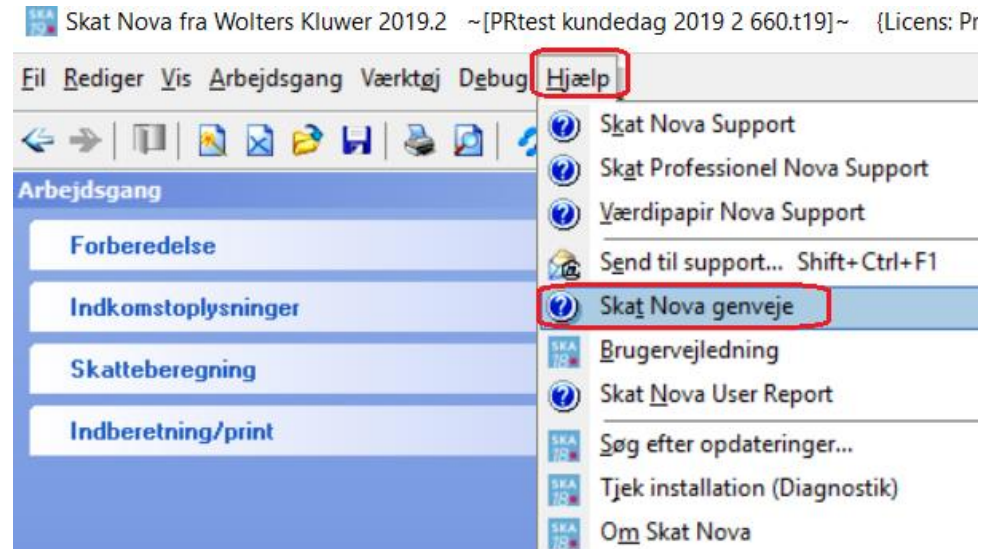 Skat Nova fra Wolters Kluwer 2019.2 ~[PRtest kundedag 2019 2 660.t19]~ {Licens: Pr
Fil Rediger Vis Arbejdsgang Værktøj Debug Hjælp
Arbejdsgang
Forberedelse
Indkomstoplysninger
Skatteberegning
Indberetning/print
Skat Nova Support
Skat Professionel Nova Support
Værdipapir Nova Support
Send til support... Shift+Ctrl+F1
Skat Nova genveje
Brugervejledning
Skat Nova User Report
Søg efter opdateringer...
Tjek installation (Diagnostik)
Om Skat Nova